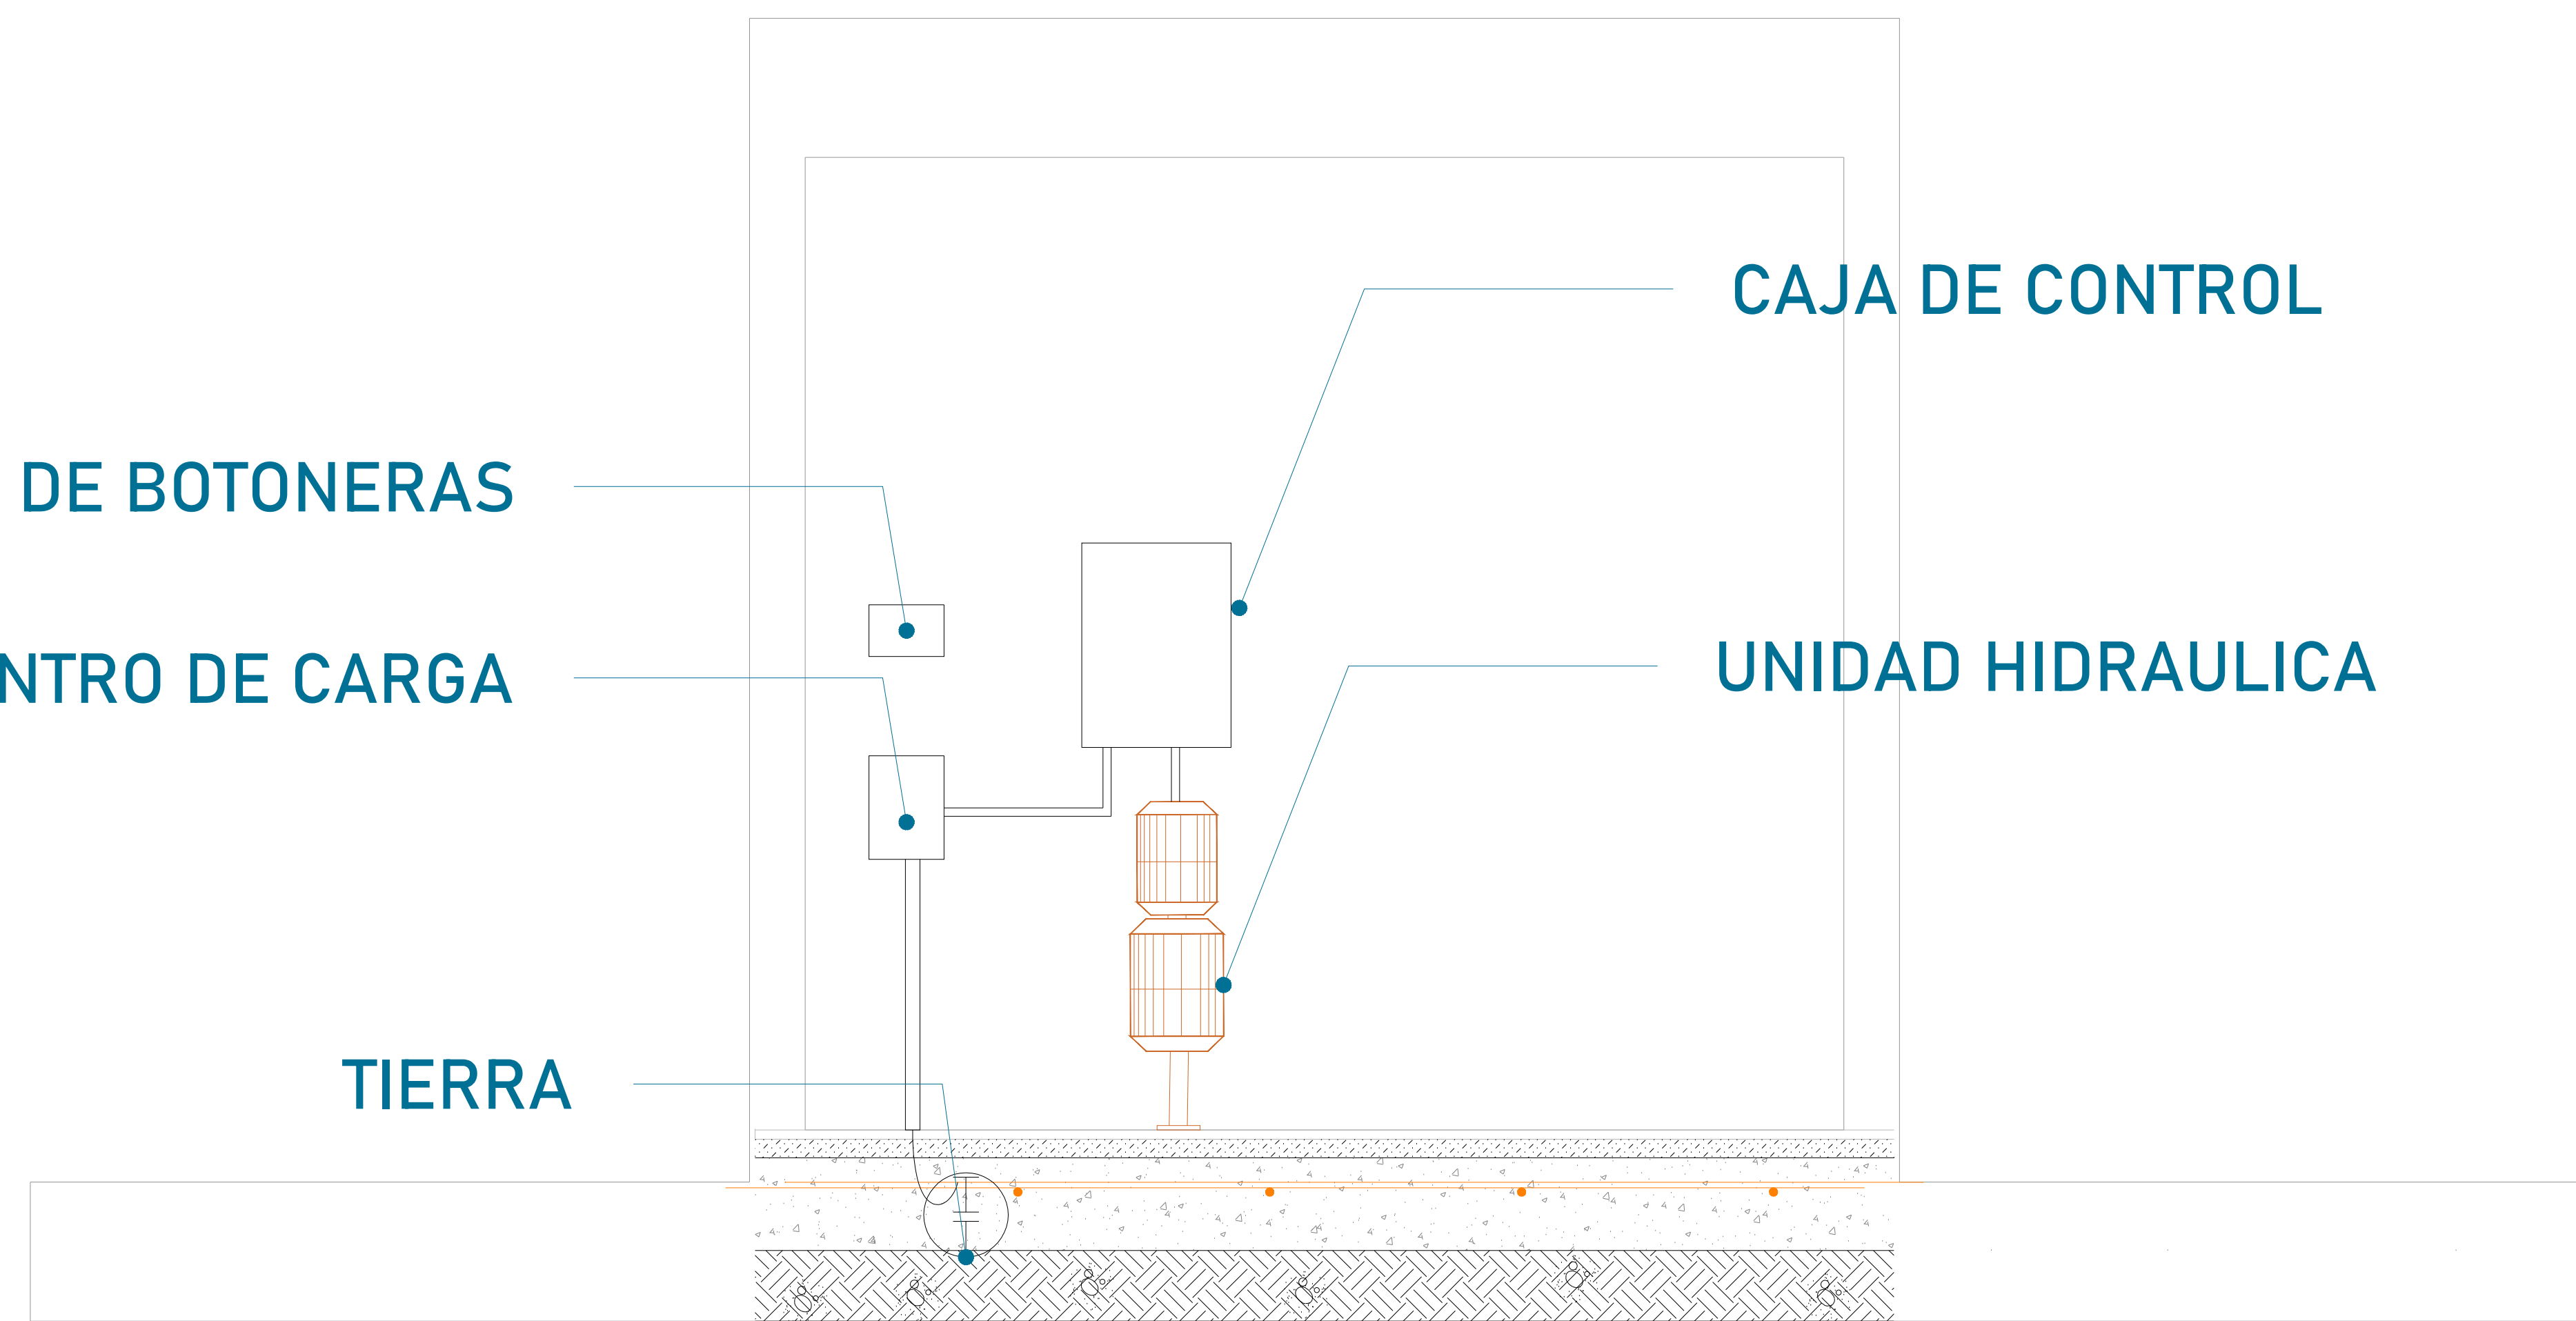 CAJA DE CONTROL
DE BOTONERAS
UNIDAD HIDRAULICA
NTRO DE CARGA
TIERRA